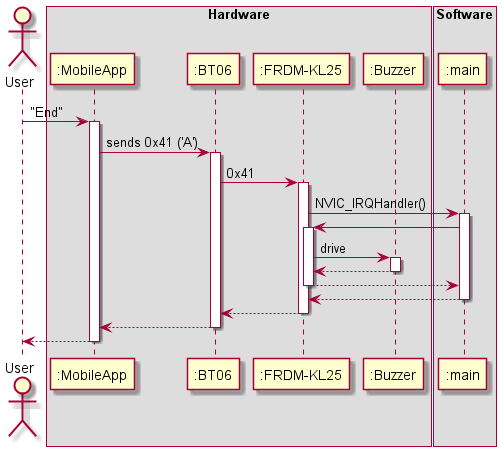 Hardware
Software
User
:MobileApp
:BT06
:FRDM-KL25
:Buzzer
:main
"End"
sends 0x41 ('A')
0x41
NVIC_IRQHandler()
drive
User
:MobileApp
:BT06
:FRDM-KL25
:Buzzer
:main